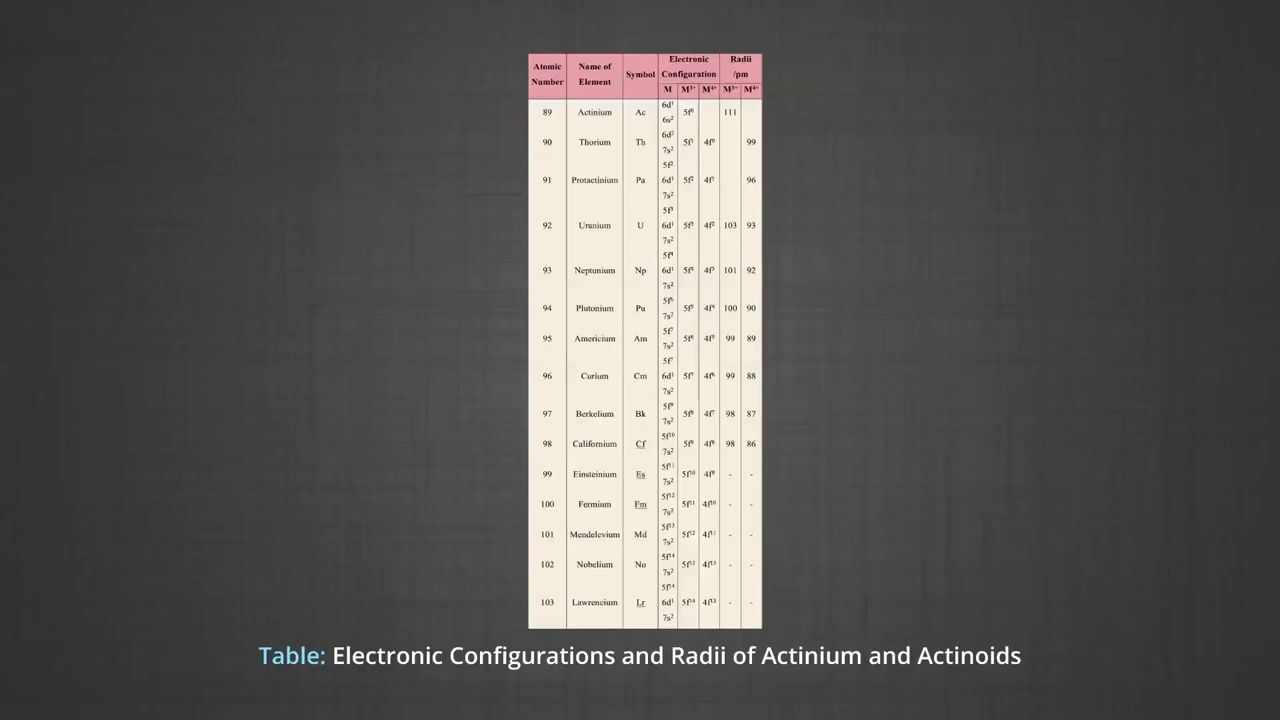 Atomic Number Name of Element Symbol Electronic Configuration Radii /pm
M M³⁺ M⁴⁺ M³⁺ M⁴⁺
89 Actinium Ac 6d¹ 6s² 5f⁰ 111
90 Thorium Th 6d² 7s² 5f¹ 4f⁰ 99
91 Protactinium Pa 5f² 6d¹ 7s² 5f² 4f¹ 96
92 Uranium U 5f³ 6d¹ 7s² 5f³ 4f² 103 93
93 Neptunium Np 5f⁴ 6d¹ 7s² 5f⁴ 4f³ 101 92
94 Plutonium Pu 5f⁶ 7s² 5f⁵ 4f⁴ 100 90
95 Americium Am 5f⁷ 7s² 5f⁶ 4f⁵ 99 89
96 Curium Cm 5f⁷ 6d¹ 7s² 5f⁷ 4f⁶ 99 88
97 Berkelium Bk 5f⁹ 7s² 5f⁸ 4f⁷ 98 87
98 Californium Cf 5f¹⁰ 7s² 4f⁸ 98 86
99 Einsteinium Es 5f¹¹ 7s² 5f¹⁰ 4f⁹ - -
100 Fermium Fm 5f¹² 7s² 5f¹¹ 4f¹⁰ - -
101 Mendelevium Md 5f¹³ 7s² 5f¹² 4f¹¹ - -
102 Nobelium No 5f¹⁴ 7s² 5f¹³ - -
103 Lawrencium Lr 5f¹⁴ 6d¹ 7s² 5f¹⁴ 4f¹³ - -
Table: Electronic Configurations and Radii of Actinium and Actinoids